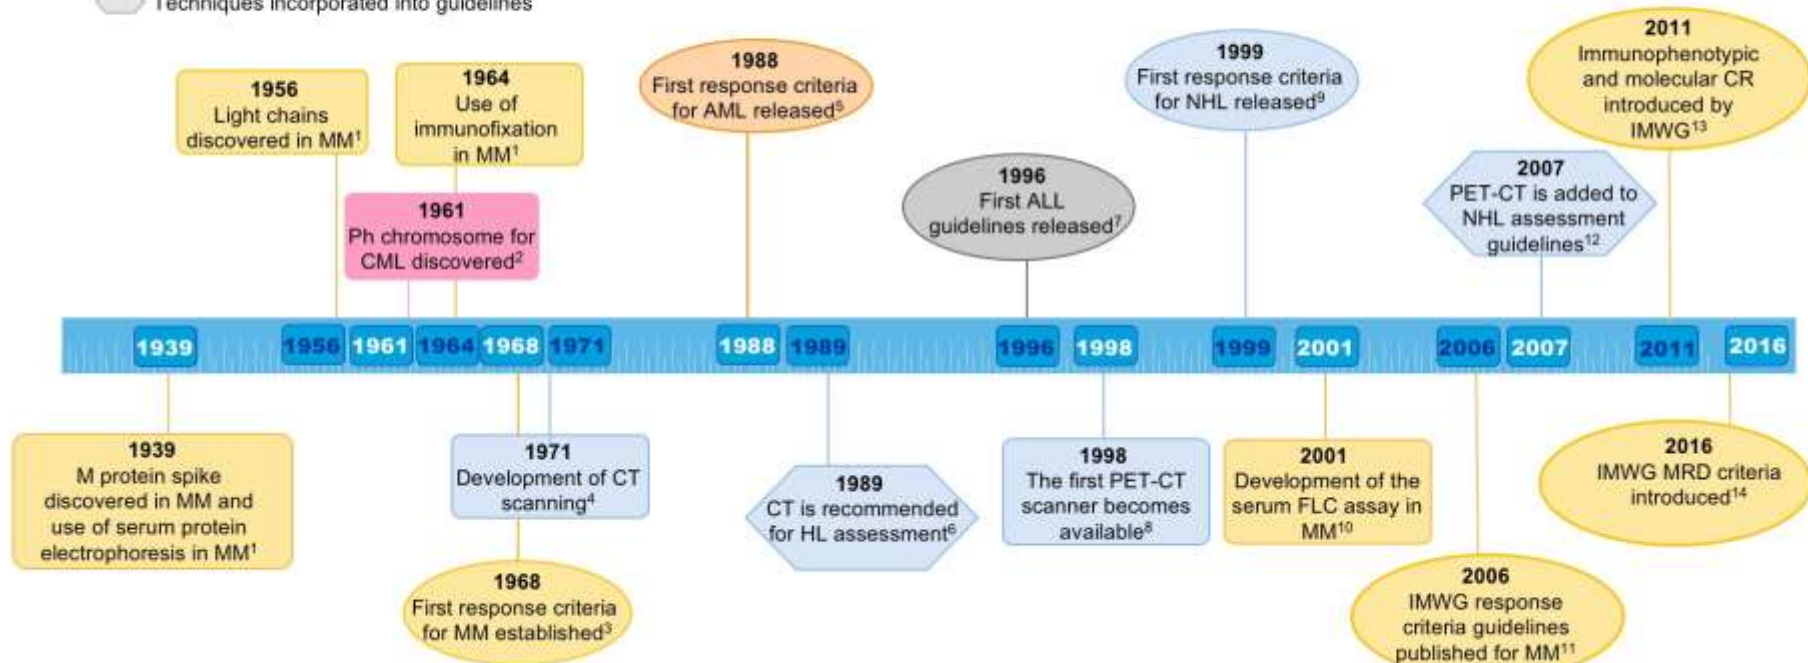 Techniques incorporated into guidelines
1956
Light chains
discovered in MM¹
1964
Use of
immunofixation
in MM¹
1961
Ph chromosome for
CML discovered²
1988
First response criteria
for AML released⁵
1996
First ALL
guidelines released⁷
1999
First response criteria
for NHL released⁹
2007
PET-CT is added to
NHL assessment
guidelines¹²
2011
Immunophenotypic
and molecular CR
introduced by
IMWG¹³
1939 1956 1961 1964 1968 1971 1988 1989 1996 1998 1999 2001 2006 2007 2011 2016
1939
M protein spike
discovered in MM and
use of serum protein
electrophoresis in MM¹
1971
Development of CT
scanning⁴
1968
First response criteria
for MM established³
1989
CT is recommended
for HL assessment⁶
1998
The first PET-CT
scanner becomes
available⁸
2001
Development of the
serum FLC assay in
MM¹⁰
2006
IMWG response
criteria guidelines
published for MM¹¹
2016
IMWG MRD criteria
introduced¹⁴